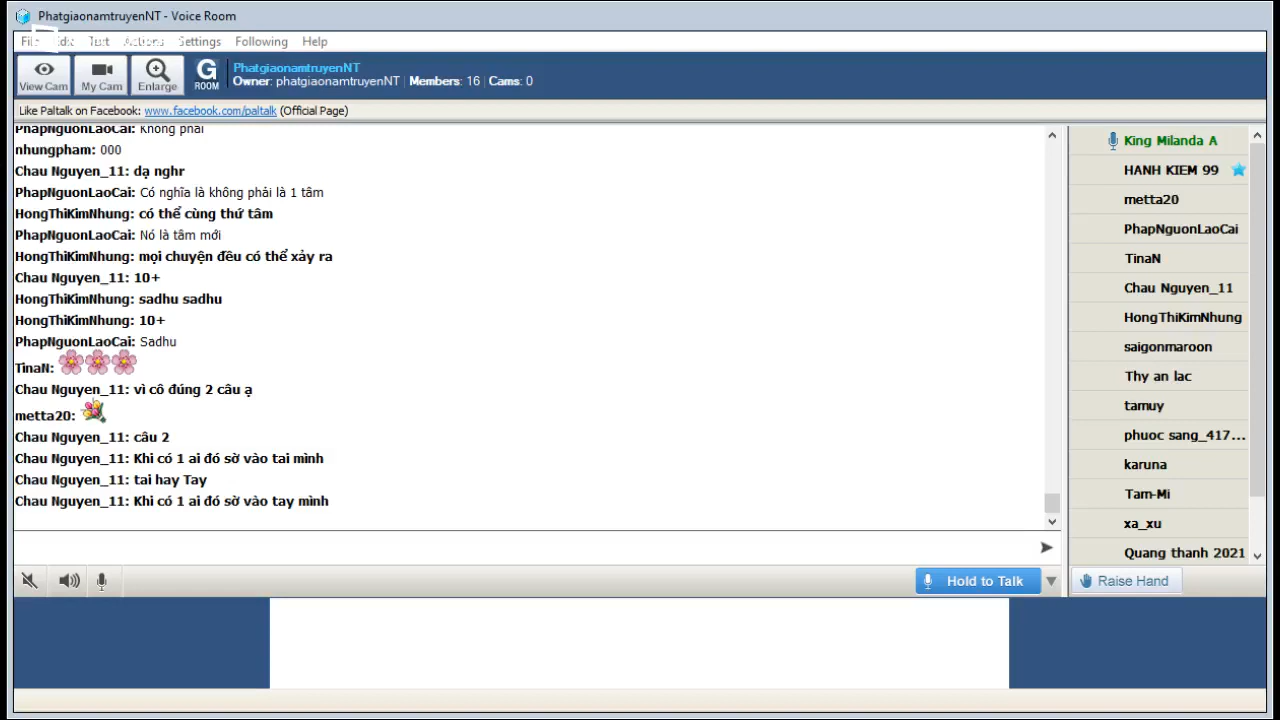 PhatgiaonamtruyenNT - Voice Room
Text Actions Settings Following Help
View Cam
My Cam
Enlarge
G ROOM
PhatgiaonamtruyenNT
Owner: phatgiaonamtruyenNT | Members: 16 | Cams: 0
Like Paltalk on Facebook: www.facebook.com/paltalk (Official Page)
PhapNguonLaoCai: Không phải
nhungpham: 000
Chau Nguyen_11: dạ nghr
PhapNguonLaoCai: Có nghĩa là không phải là 1 tâm
HongThiKimNhung: có thể cùng thứ tâm
PhapNguonLaoCai: Nó là tâm mới
HongThiKimNhung: mọi chuyện đều có thể xảy ra
Chau Nguyen_11: 10+
HongThiKimNhung: sadhu sadhu
HongThiKimNhung: 10+
PhapNguonLaoCai: Sadhu
TinaN:
Chau Nguyen_11: vì cô đúng 2 câu ạ
metta20:
Chau Nguyen_11: câu 2
Chau Nguyen_11: Khi có 1 ai đó sờ vào tai mình
Chau Nguyen_11: tai hay Tay
Chau Nguyen_11: Khi có 1 ai đó sờ vào tay mình
King Milanda A
HANH KIEM 99
metta20
PhapNguonLaoCai
TinaN
Chau Nguyen_11
HongThiKimNhung
saigonmaroon
Thy an lac
tamuy
phuoc sang_417...
karuna
Tam-Mi
xa_xu
Quang thanh 2021
Hold to Talk
Raise Hand